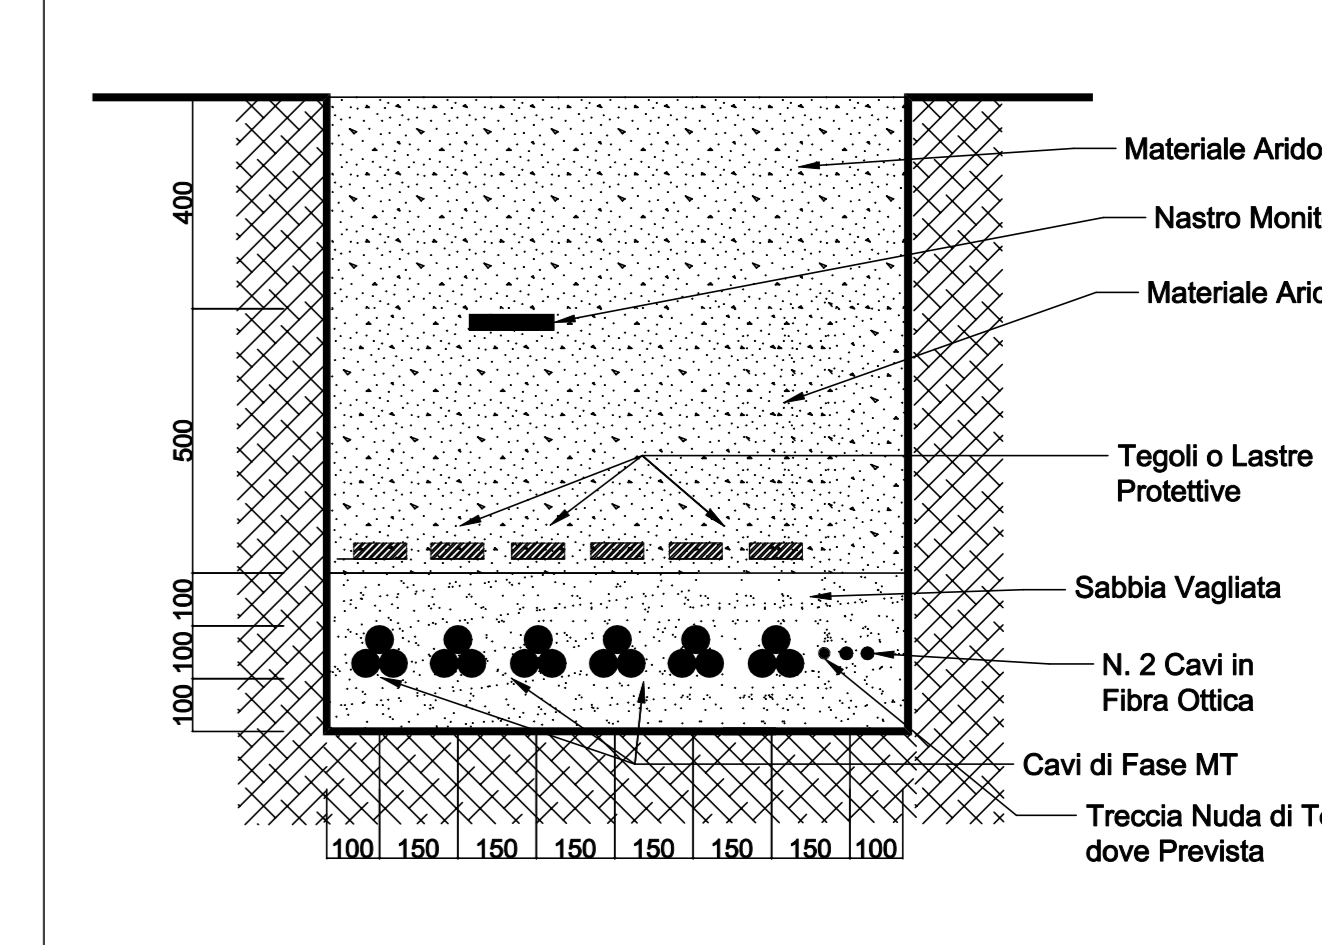 Materiale Arido
400
Nastro Monit
Materiale Arid
500
Tegoli o Lastre
Protettive
100
Sabbia Vagliata
100
N. 2 Cavi in
Fibra Ottica
100
Cavi di Fase MT
Treccia Nuda di Te
dove Prevista
100 150 150 150 150 150 150 100